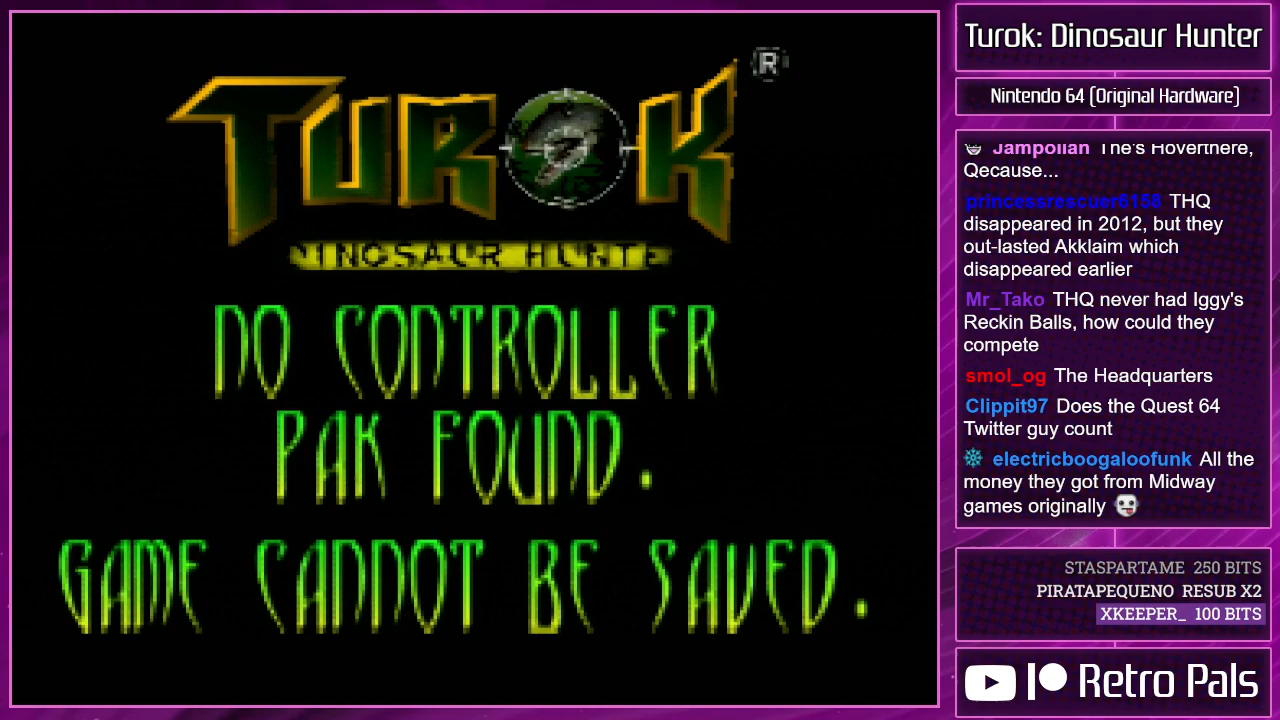 TUROK ®
DINOSAUR HUNTE
NO CONTROLLER
PAK FOUND.
GAME CANNOT BE SAVED.
Turok: Dinosaur Hunter
Nintendo 64 (Original Hardware)
Qecause...
princessrescuer6158 THQ
disappeared in 2012, but they
out-lasted Akklaim which
disappeared earlier
Mr_Tako THQ never had Iggy's
Reckin Balls, how could they
compete
smol_og The Headquarters
Clippit97 Does the Quest 64
Twitter guy count
electricboogaloofunk All the
money they got from Midway
games originally
STASPARTAME 250 BITS
PIRATAPEQUENO RESUB X2
XKEEPER_ 100 BITS
Retro Pals